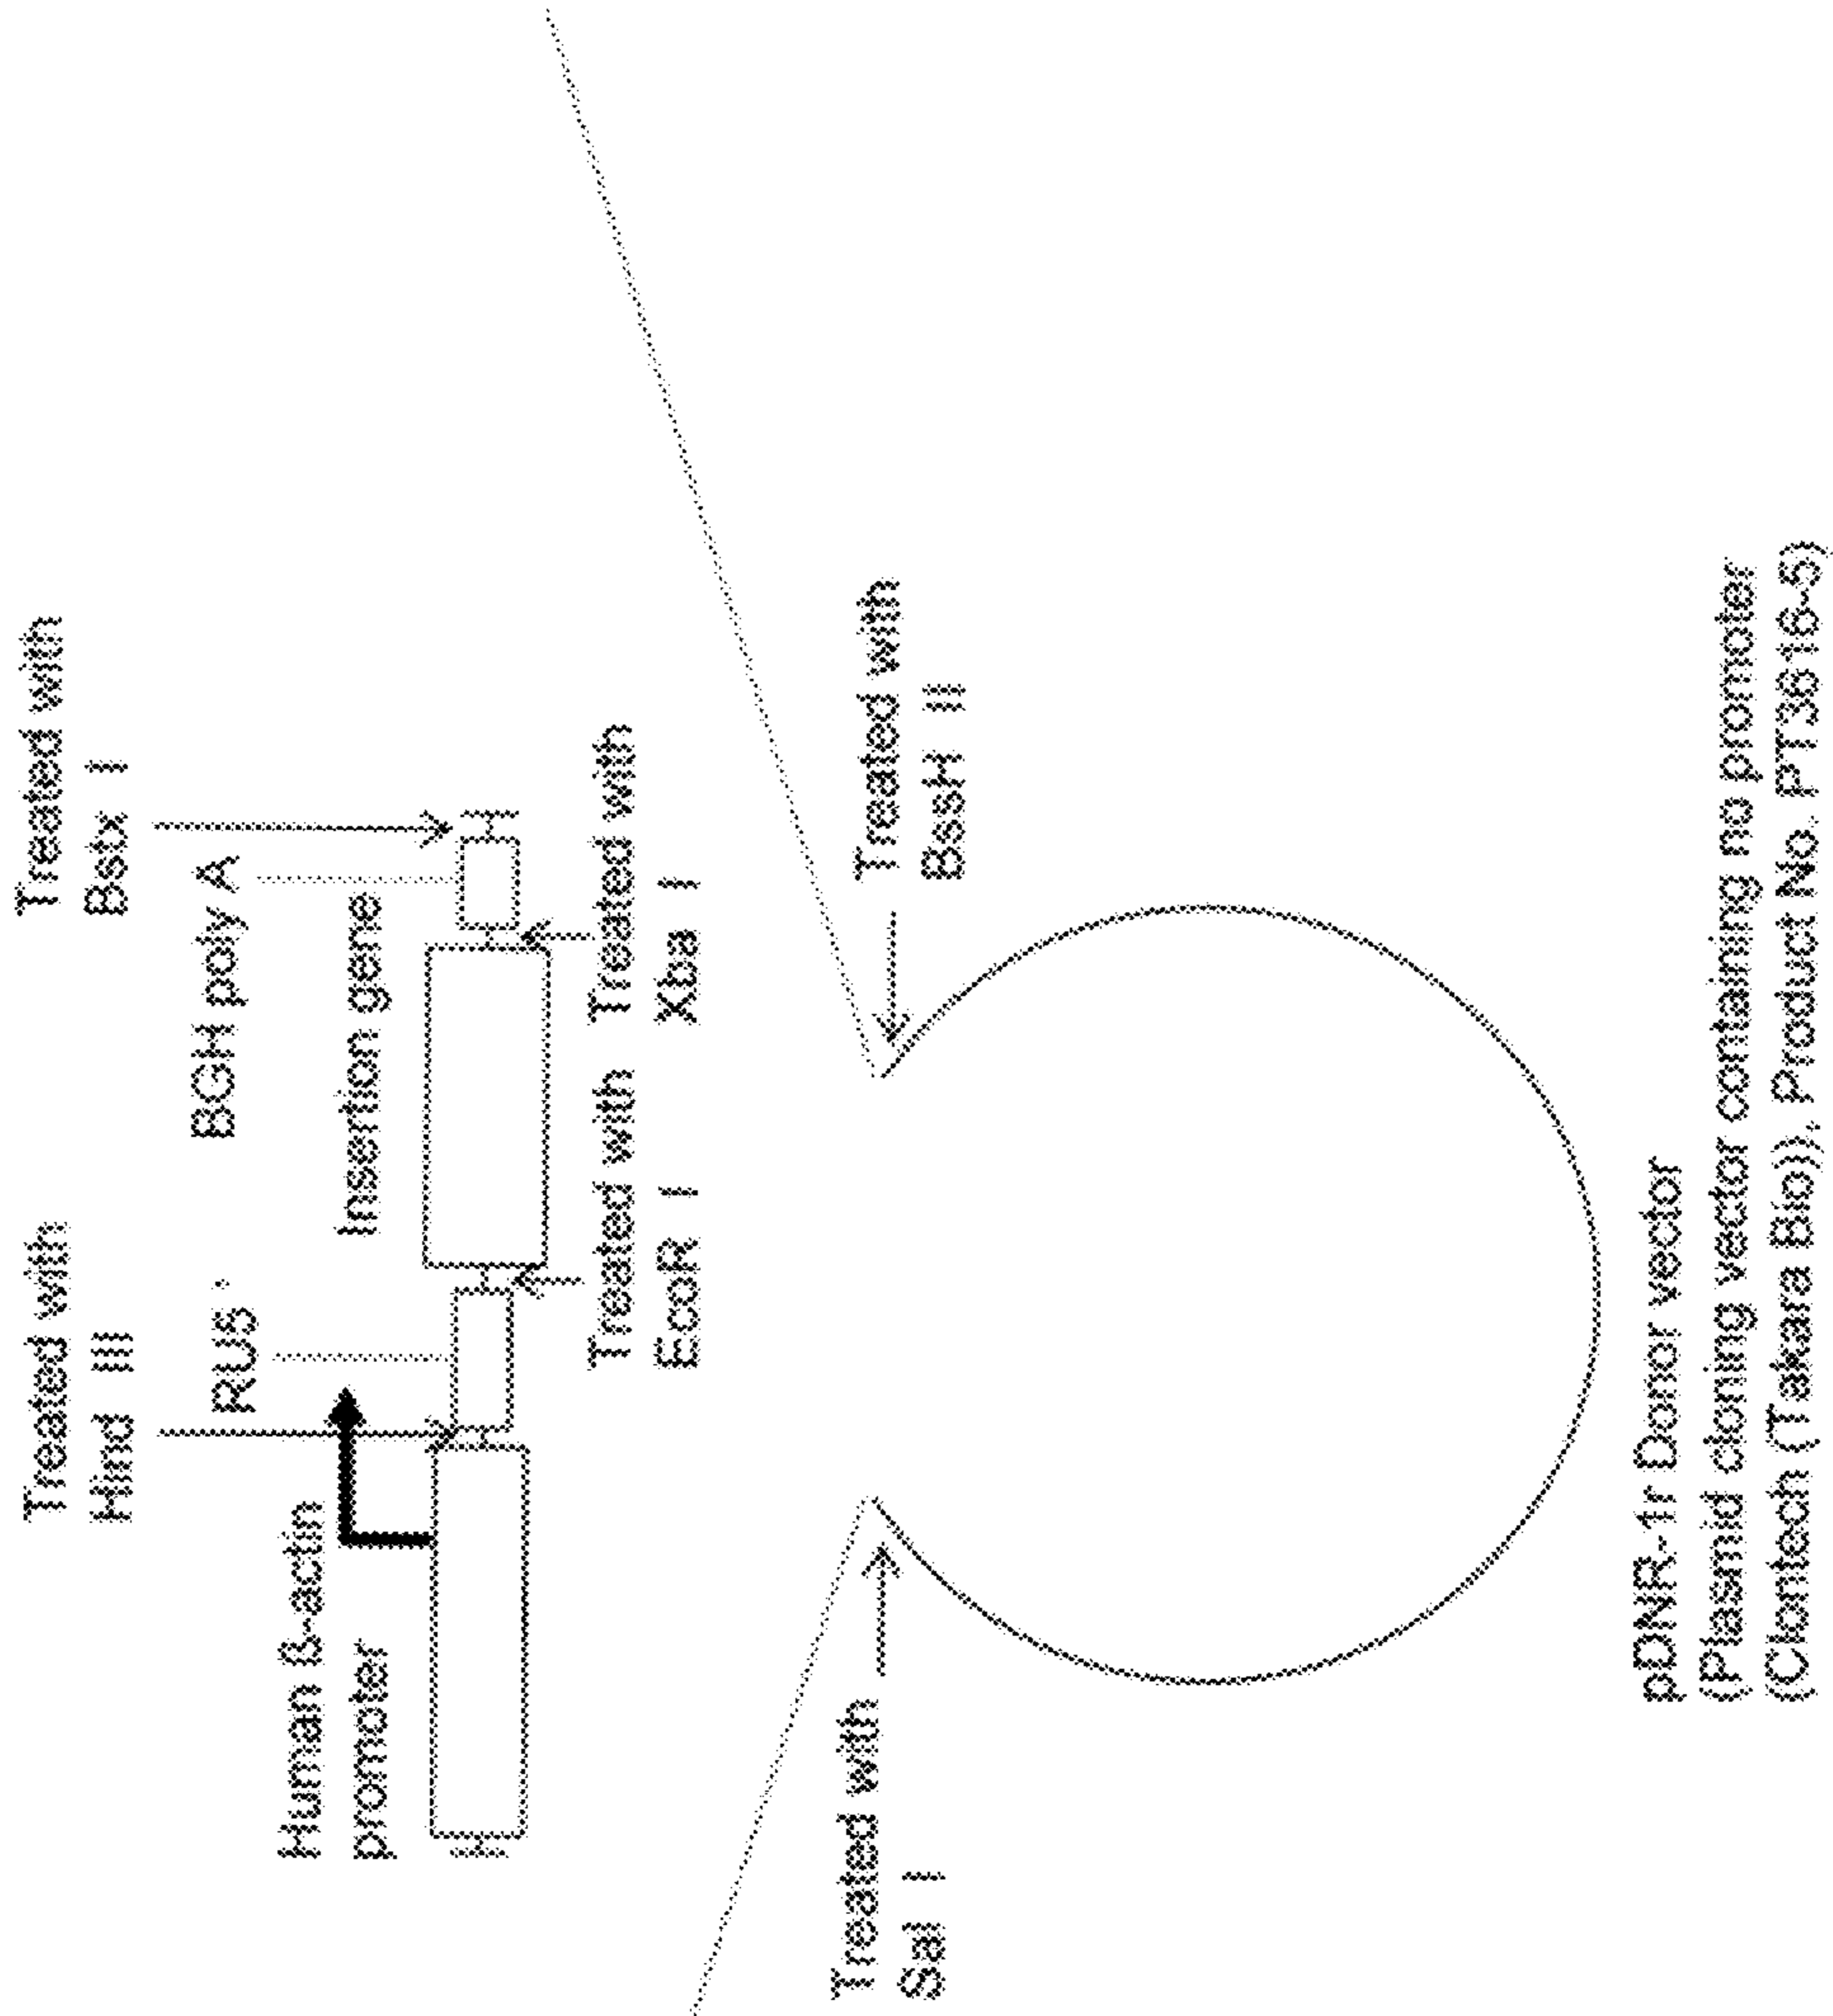 Treated with
Hind III
Treated with
Bstx I
RU5'
BGH poly A
Human ß-actin
promoter
Insertion gene
Treated with
EcoR I
Treated with
Xba I
Treated with
Sal I
Treated with
BssH II
pDNR-1r Donor vector
(Plasmid cloning vector containing no promoter
(Clontech (Takara Bio)), Product No. PT3616-5)